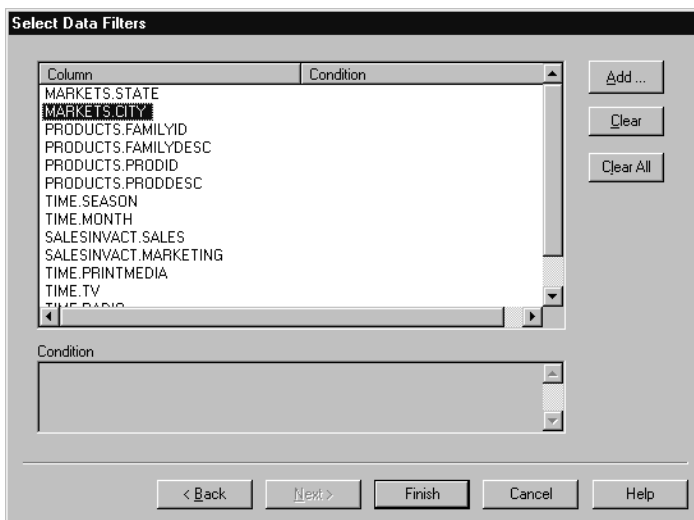 Select Data Filters
Column Condition
MARKETS.STATE
MARKETS.CITY
PRODUCTS.FAMILYID
PRODUCTS.FAMILYDESC
PRODUCTS.PRODID
PRODUCTS.PRODDESC
TIME.SEASON
TIME.MONTH
SALESINVACT.SALES
SALESINVACT.MARKETING
TIME.PRINTMEDIA
TIME.TV
TIME.RADIO
Add ...
Clear
Clear All
Condition
< Back Next > Finish Cancel Help